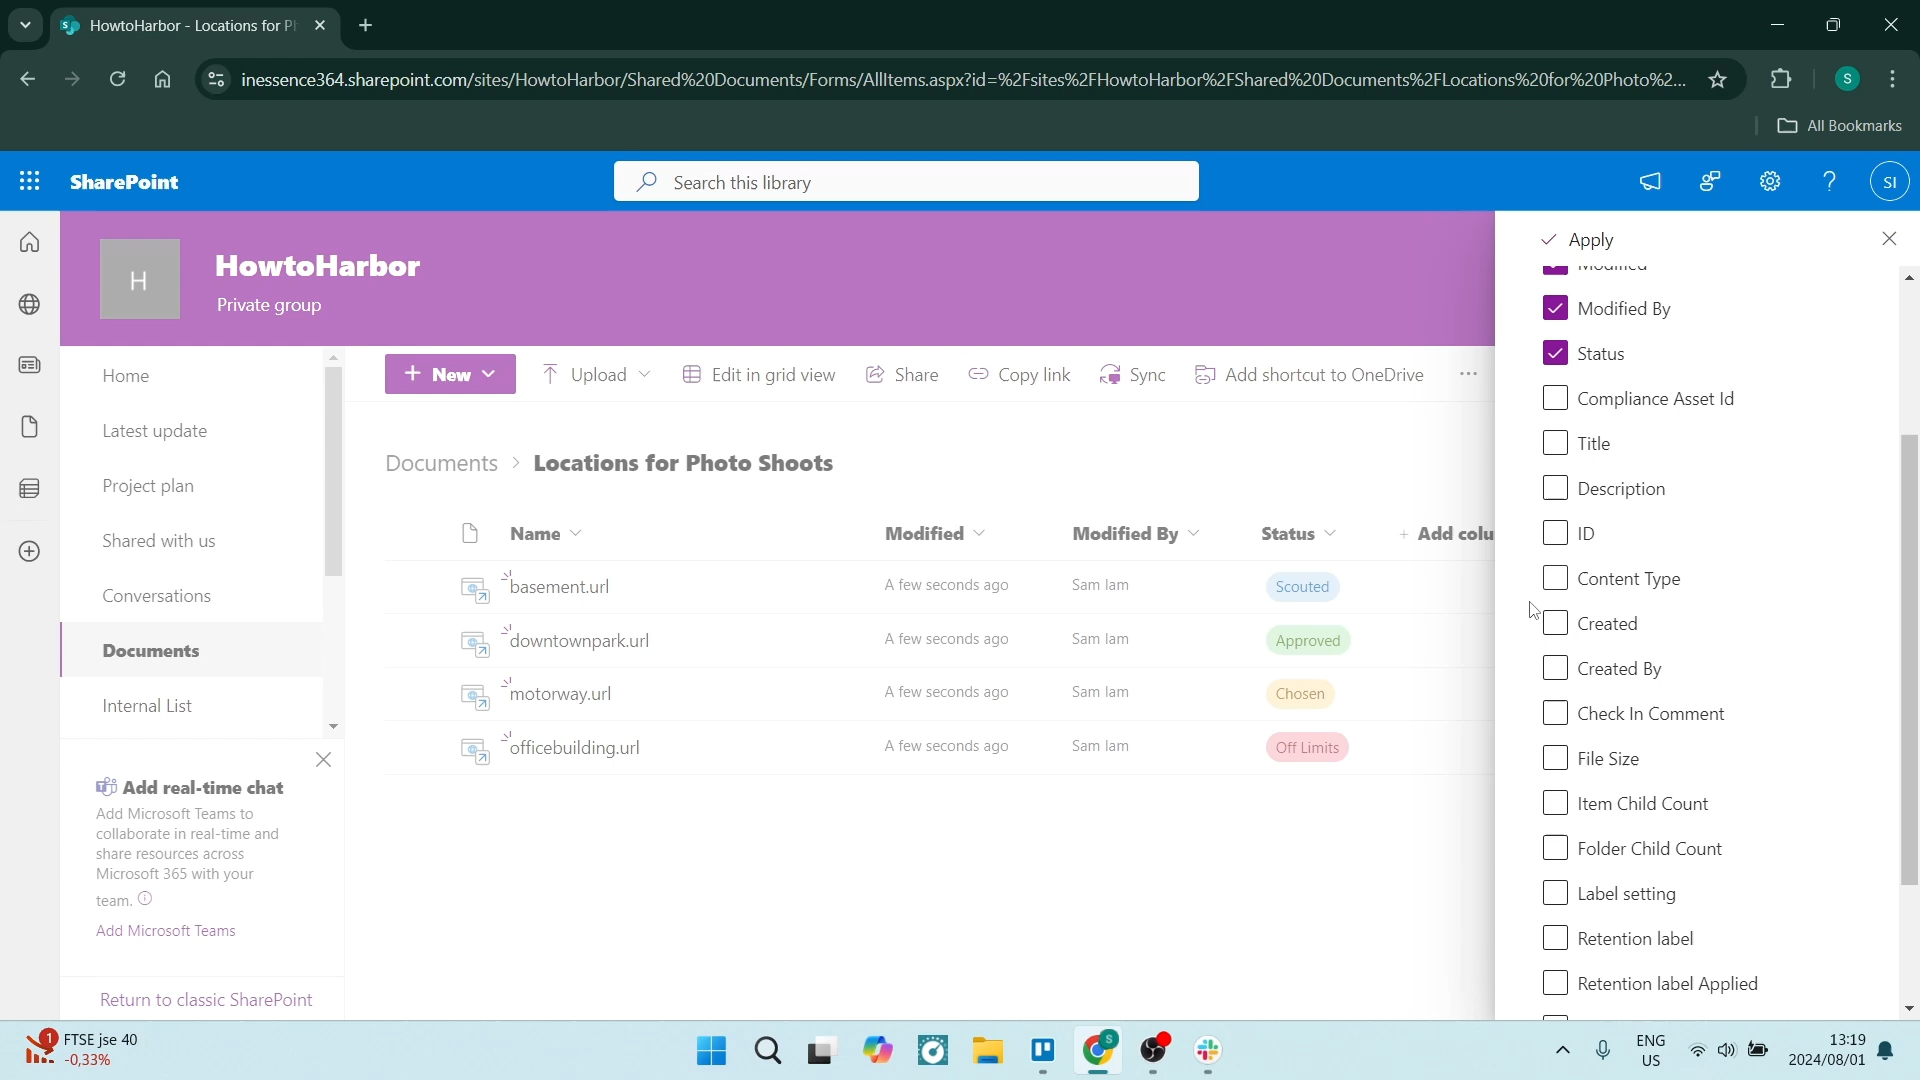 HowtoHarbor - Locations for Ph
inessence364.sharepoint.com/sites/HowtoHarbor/Shared%20Documents/Forms/AllItems.aspx?id=%2Fsites%2FHowtoHarbor%2FShared%20Documents%2FLocations%20for%20Photo%2...
S
All Bookmarks
SharePoint
Search this library
SI
H
HowtoHarbor
Private group
Home
Latest update
Project plan
Shared with us
Conversations
Documents
Internal List
Add real-time chat
Add Microsoft Teams to
collaborate in real-time and
share resources across
Microsoft 365 with your
team.
Add Microsoft Teams
Return to classic SharePoint
New
Upload
Edit in grid view
Share
Copy link
Sync
Add shortcut to OneDrive
Documents > Locations for Photo Shoots
Name Modified Modified By Status + Add colu
basement.url A few seconds ago Sam Iam Scouted
downtownpark.url A few seconds ago Sam Iam Approved
motorway.url A few seconds ago Sam Iam Chosen
officebuilding.url A few seconds ago Sam Iam Off Limits
Apply
Modified
Modified By
Status
Compliance Asset Id
Title
Description
ID
Content Type
Created
Created By
Check In Comment
File Size
Item Child Count
Folder Child Count
Label setting
Retention label
Retention label Applied
1
FTSE jse 40
-0,33%
S
ENG
US
13:19
2024/08/01